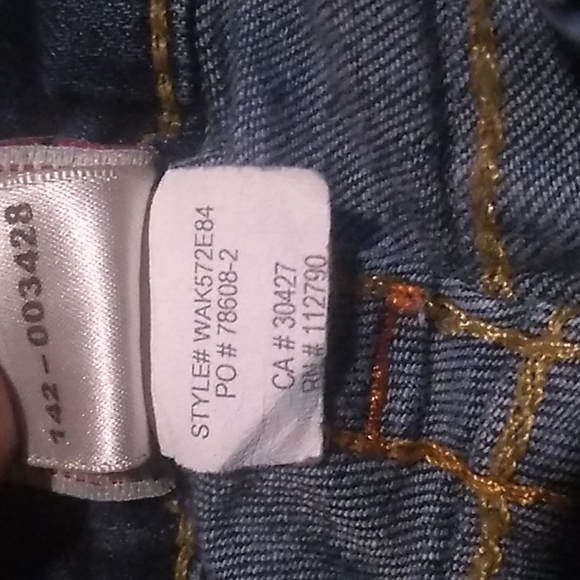 142-003428
STYLE# WAK572E84
PO # 78608-2
CA # 30427
RN # 112790